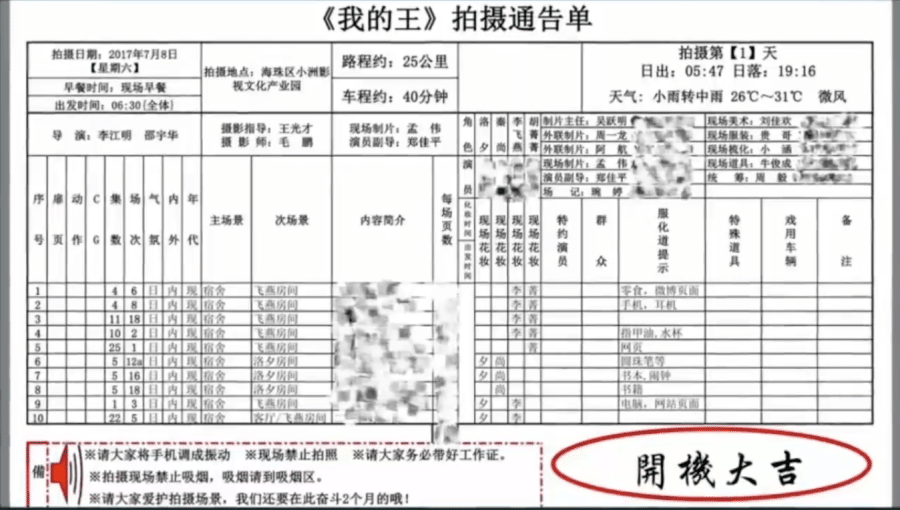 《我的王》拍摄通告单
拍摄日期：2017年7月8日
【星期六】
早餐时间：现场早餐
出发时间：06:30(全体)
拍摄地点：海珠区小洲影
视文化产业园
路程约：25公里
车程约：40分钟
拍摄第【1】天
日出：05:47 日落：19:16
天气：小雨转中雨 26℃～31℃ 微风
导 演：李江明 邵宇华
摄影指导：王光才
摄 影 师：毛 鹏
现场制片：孟 伟
演员副导：郑佳平
角色 洛夕 秦尚 李飞燕 胡菁菁
制片主任：吴跃明
外联制片：周一龙
外联制片：阿 航
现场制片：孟 伟
演员副导：郑佳平
场 记：琬 婷
现场美术：刘佳欢
现场服装：贵 哥
现场梳化：小 涵
现场道具：牛俊成
统 筹：周 毅
演员
化妆时间 出发时间
序号 扉页 动作 CG 集数 场次 气氛 内外 年代 主场景 次场景 内容简介 每场页数 现场花妆 现场花妆 现场花妆 现场花妆 特约演员 群众 服化道提示 特殊道具 戏用车辆 备注
1 4 6 日 内 现 宿舍 飞燕房间 李 菁 零食，微博页面
2 4 8 日 内 现 宿舍 飞燕房间 李 菁 手机，耳机
3 11 18 日 内 现 宿舍 飞燕房间 李 菁
4 10 2 日 内 现 宿舍 飞燕房间 李 菁 指甲油,水杯
5 25 1 日 内 现 宿舍 飞燕房间 菁 网页
6 5 12a 日 内 现 宿舍 洛夕房间 夕 尚 圆珠笔等
7 5 16 日 内 现 宿舍 洛夕房间 夕 尚 书本,闹钟
8 5 18 日 内 现 宿舍 洛夕房间 尚 书籍
9 1 3 日 内 现 宿舍 飞燕房间 夕 李 电脑，网站页面
10 22 5 日 内 现 宿舍 客厅/飞燕房间 夕 李
備
※请大家将手机调成振动 ※现场禁止拍照 ※请大家务必带好工作证。
※拍摄现场禁止吸烟，吸烟请到吸烟区。
※请大家爱护拍摄场景，我们还要在此奋斗2个月的哦！
開機大吉